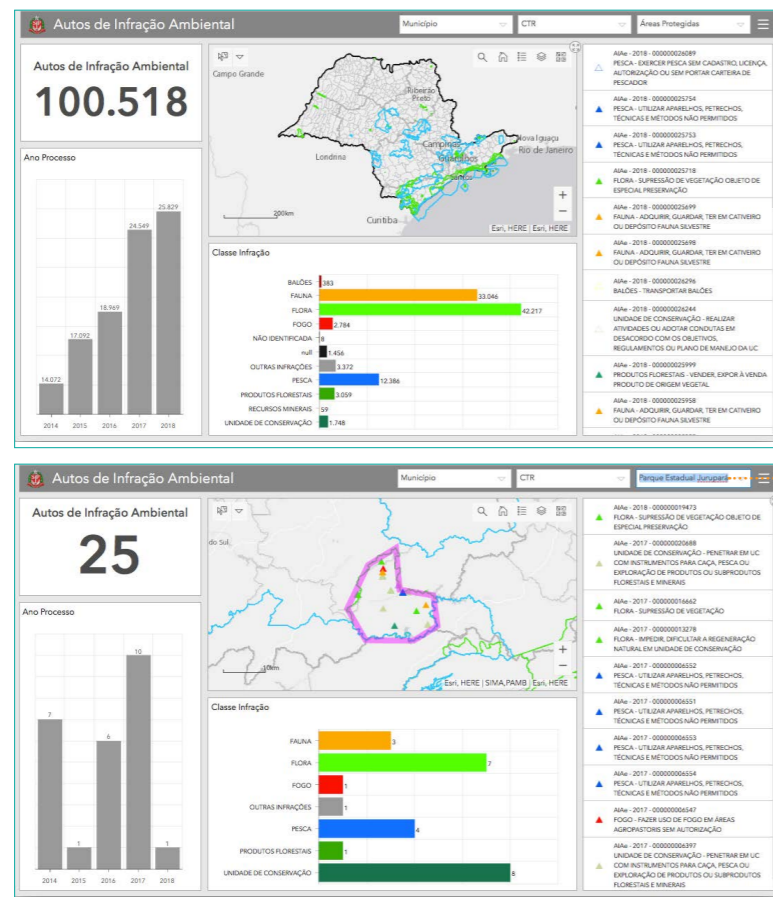 Autos de Infração Ambiental
Município
CTR
Áreas Protegidas
Autos de Infração Ambiental
100.518
Ano Processo
25.829
24.549
18.969
17.092
14.072
2014 2015 2016 2017 2018
Campo Grande
Ribeirão
Preto
Nova Iguaçu
Campinas
Rio de Janeiro
Londrina
Guarulhos
Santos
200km
Curitiba
+
−
Esri, HERE | Esri, HERE
Classe Infração
BALÕES 383
FAUNA 33.046
FLORA 42.217
FOGO 2.784
NÃO IDENTIFICADA 8
null 1.456
OUTRAS INFRAÇÕES 3.372
PESCA 12.386
PRODUTOS FLORESTAIS 3.059
RECURSOS MINERAIS 59
UNIDADE DE CONSERVAÇÃO 1.748
AIAe - 2018 - 000000026089
PESCA - EXERCER PESCA SEM CADASTRO, LICENÇA,
AUTORIZAÇÃO OU SEM PORTAR CARTEIRA DE
PESCADOR
AIAe - 2018 - 000000025754
PESCA - UTILIZAR APARELHOS, PETRECHOS,
TÉCNICAS E MÉTODOS NÃO PERMITIDOS
AIAe - 2018 - 000000025753
PESCA - UTILIZAR APARELHOS, PETRECHOS,
TÉCNICAS E MÉTODOS NÃO PERMITIDOS
AIAe - 2018 - 000000025718
FLORA - SUPRESSÃO DE VEGETAÇÃO OBJETO DE
ESPECIAL PRESERVAÇÃO
AIAe - 2018 - 000000025699
FAUNA - ADQUIRIR, GUARDAR, TER EM CATIVEIRO
OU DEPÓSITO FAUNA SILVESTRE
AIAe - 2018 - 000000025698
FAUNA - ADQUIRIR, GUARDAR, TER EM CATIVEIRO
OU DEPÓSITO FAUNA SILVESTRE
AIAe - 2018 - 000000026296
BALÕES - TRANSPORTAR BALÕES
AIAe - 2018 - 000000026244
UNIDADE DE CONSERVAÇÃO - REALIZAR
ATIVIDADES OU ADOTAR CONDUTAS EM
DESACORDO COM OS OBJETIVOS,
REGULAMENTOS OU PLANO DE MANEJO DA UC
AIAe - 2018 - 000000025999
PRODUTOS FLORESTAIS - VENDER, EXPOR À VENDA
PRODUTO DE ORIGEM VEGETAL
AIAe - 2018 - 000000025958
FAUNA - ADQUIRIR, GUARDAR, TER EM CATIVEIRO
OU DEPÓSITO FAUNA SILVESTRE
Autos de Infração Ambiental
Município
CTR
Parque Estadual Jurupará
Autos de Infração Ambiental
25
Ano Processo
10
7
6
1
1
2014 2015 2016 2017 2018
do Sul
10km
+
−
Esri, HERE | SIMA,PAMB | Esri, HERE
Classe Infração
FAUNA 3
FLORA 7
FOGO 1
OUTRAS INFRAÇÕES 1
PESCA 4
PRODUTOS FLORESTAIS 1
UNIDADE DE CONSERVAÇÃO 8
AIAe - 2018 - 000000019473
FLORA - SUPRESSÃO DE VEGETAÇÃO OBJETO DE
ESPECIAL PRESERVAÇÃO
AIAe - 2017 - 000000020688
UNIDADE DE CONSERVAÇÃO - PENETRAR EM UC
COM INSTRUMENTOS PARA CAÇA, PESCA OU
EXPLORAÇÃO DE PRODUTOS OU SUBPRODUTOS
FLORESTAIS E MINERAIS
AIAe - 2017 - 000000016662
FLORA - SUPRESSÃO DE VEGETAÇÃO
AIAe - 2017 - 000000013278
FLORA - IMPEDIR, DIFICULTAR A REGENERAÇÃO
NATURAL EM UNIDADE DE CONSERVAÇÃO
AIAe - 2017 - 000000006552
PESCA - UTILIZAR APARELHOS, PETRECHOS,
TÉCNICAS E MÉTODOS NÃO PERMITIDOS
AIAe - 2017 - 000000006551
PESCA - UTILIZAR APARELHOS, PETRECHOS,
TÉCNICAS E MÉTODOS NÃO PERMITIDOS
AIAe - 2017 - 000000006553
PESCA - UTILIZAR APARELHOS, PETRECHOS,
TÉCNICAS E MÉTODOS NÃO PERMITIDOS
AIAe - 2017 - 000000006554
PESCA - UTILIZAR APARELHOS, PETRECHOS,
TÉCNICAS E MÉTODOS NÃO PERMITIDOS
AIAe - 2017 - 000000006547
FOGO - FAZER USO DE FOGO EM ÁREAS
AGROPASTORIS SEM AUTORIZAÇÃO
AIAe - 2017 - 000000006397
UNIDADE DE CONSERVAÇÃO - PENETRAR EM UC
COM INSTRUMENTOS PARA CAÇA, PESCA OU
EXPLORAÇÃO DE PRODUTOS OU SUBPRODUTOS
FLORESTAIS E MINERAIS